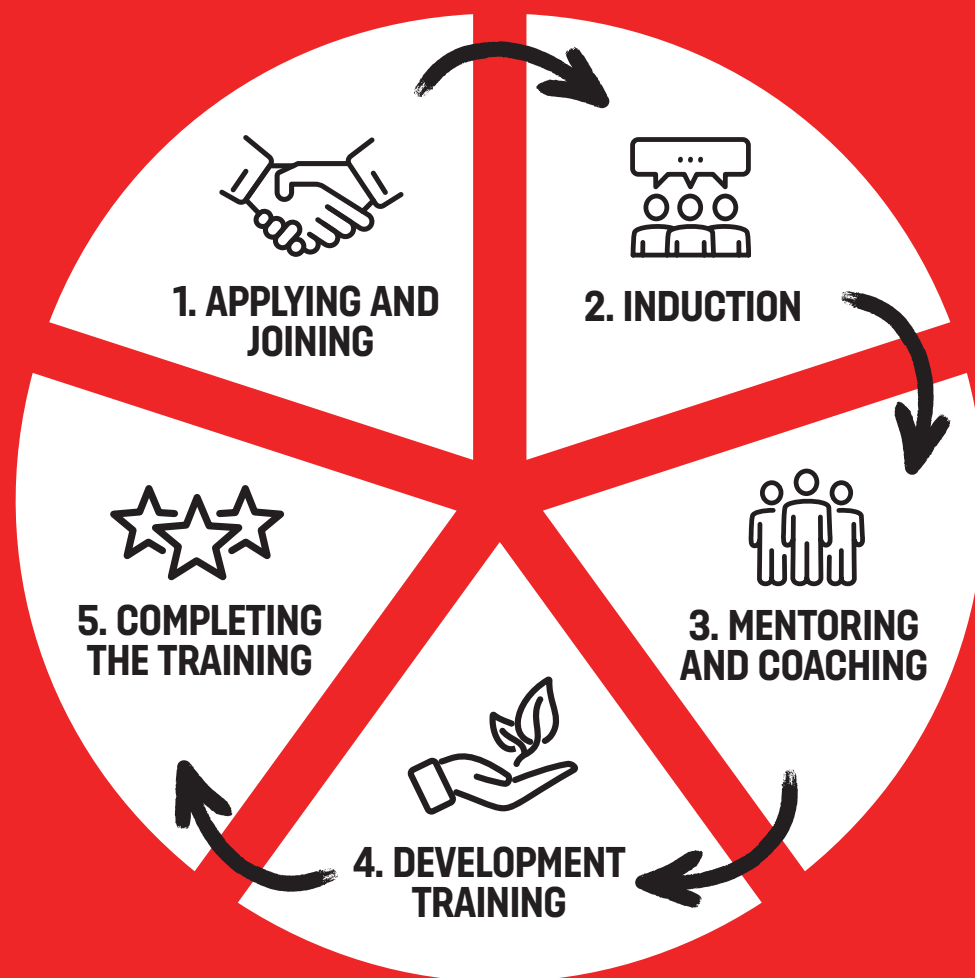 1. APPLYING AND
JOINING
2. INDUCTION
3. MENTORING
AND COACHING
4. DEVELOPMENT
TRAINING
5. COMPLETING
THE TRAINING